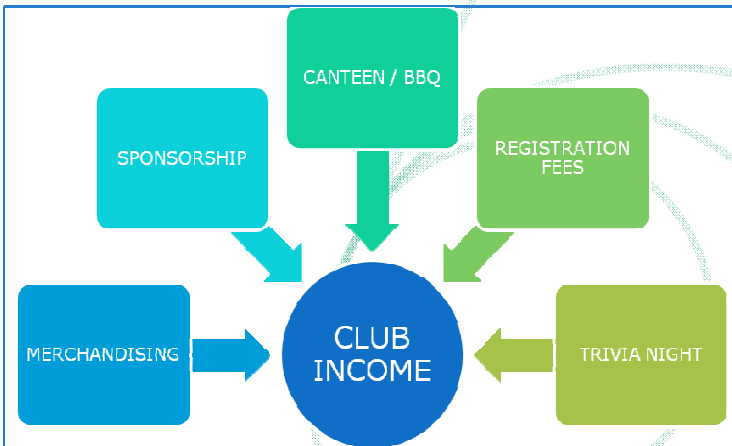 CANTEEN / BBQ
SPONSORSHIP
REGISTRATION
FEES
MERCHANDISING
CLUB
INCOME
TRIVIA NIGHT